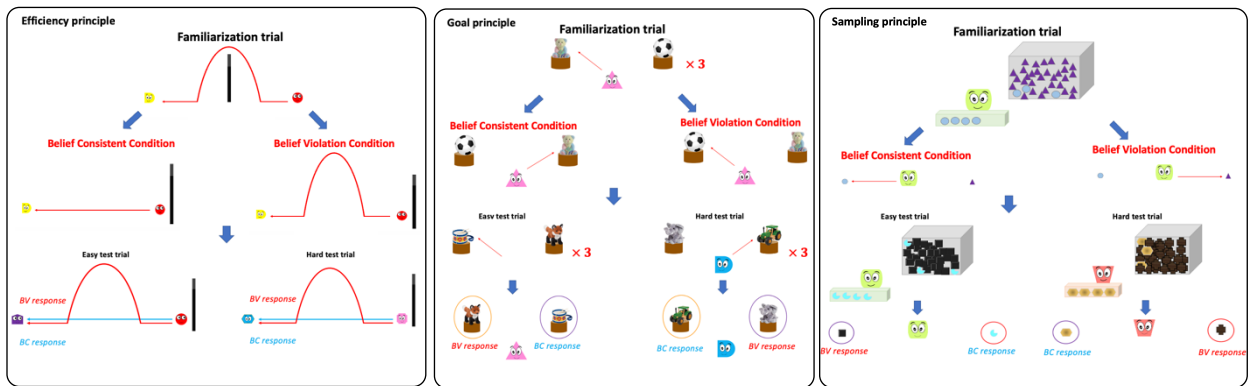 Efficiency principle
Familiarization trial
Belief Consistent Condition
Belief Violation Condition
Easy test trial
Hard test trial
BV response
BC response
BV response
BC response
Goal principle
Familiarization trial
× 3
Belief Consistent Condition
Belief Violation Condition
Easy test trial
Hard test trial
× 3
× 3
BV response
BC response
BC response
BV response
Sampling principle
Familiarization trial
Belief Consistent Condition
Belief Violation Condition
Easy test trial
Hard test trial
BV response
BC response
BC response
BV response